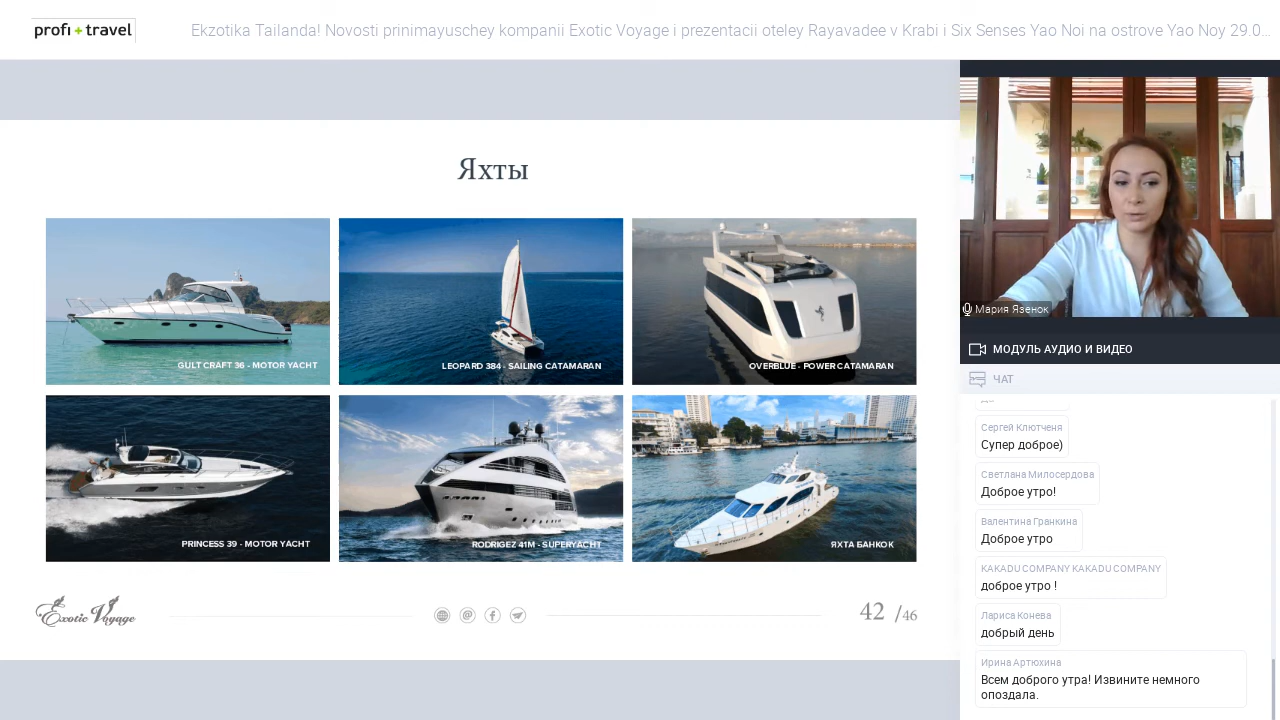 profi + travel
Ekzotika Tailanda! Novosti prinimayuschey kompanii Exotic Voyage i prezentacii oteley Rayavadee v Krabi i Six Senses Yao Noi na ostrove Yao Noy 29.0...
Яхты
GULT CRAFT 36 - MOTOR YACHT
LEOPARD 384 - SAILING CATAMARAN
OVERBLUE - POWER CATAMARAN
PRINCESS 39 - MOTOR YACHT
RODRIGEZ 41M - SUPERYACHT
ЯХТА БАНКОК
Exotic Voyage
42 /46
Мария Язенок
МОДУЛЬ АУДИО И ВИДЕО
ЧАТ
Сергей Клютченя
Супер доброе)
Светлана Милосердова
Доброе утро!
Валентина Гранкина
Доброе утро
KAKADU COMPANY KAKADU COMPANY
доброе утро !
Лариса Конева
добрый день
Ирина Артюхина
Всем доброго утра! Извините немного
опоздала.